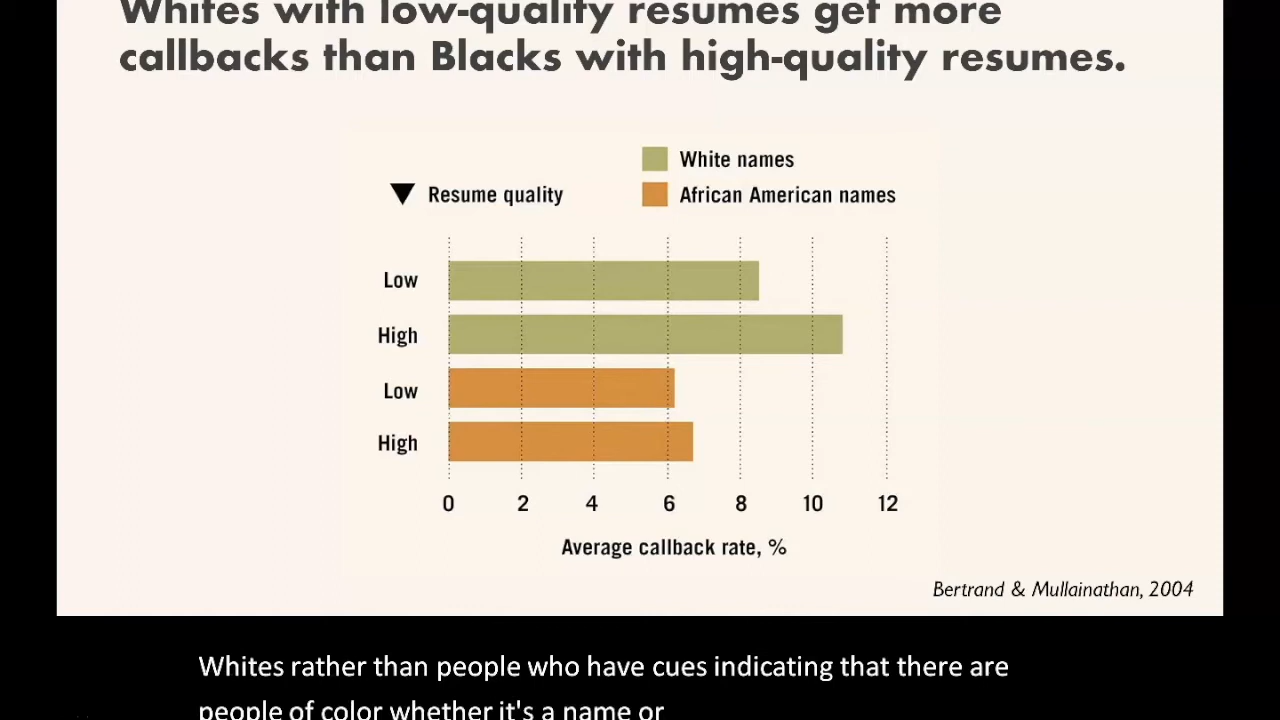 Whites with low-quality resumes get more
callbacks than Blacks with high-quality resumes.
White names
Resume quality
African American names
Low
High
Low
High
0 2 4 6 8 10 12
Average callback rate, %
Bertrand & Mullainathan, 2004
Whites rather than people who have cues indicating that there are
people of color whether it's a name or